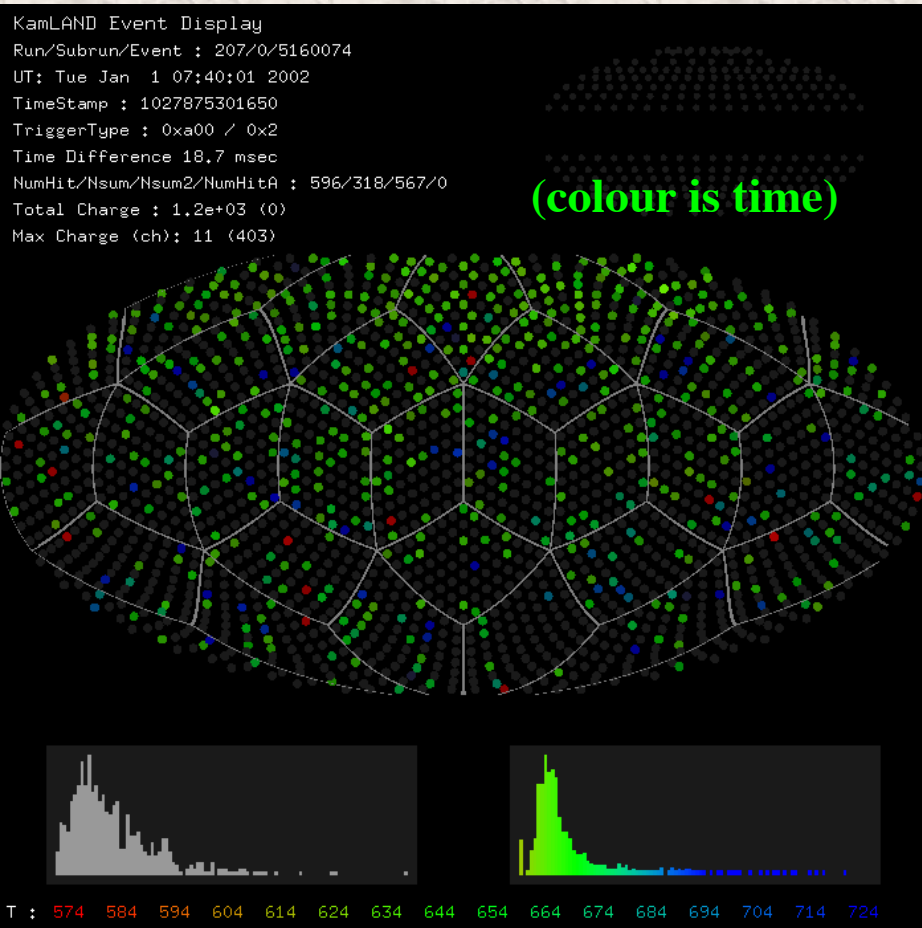 KamLAND Event Display
Run/Subrun/Event : 207/0/5160074
UT: Tue Jan  1 07:40:01 2002
TimeStamp : 1027875301650
TriggerType : 0xa00 / 0x2
Time Difference 18.7 msec
NumHit/Nsum/Nsum2/NumHitA : 596/318/567/0
Total Charge : 1.2e+03 (0)
Max Charge (ch): 11 (403)
(colour is time)
T : 574 584 594 604 614 624 634 644 654 664 674 684 694 704 714 724